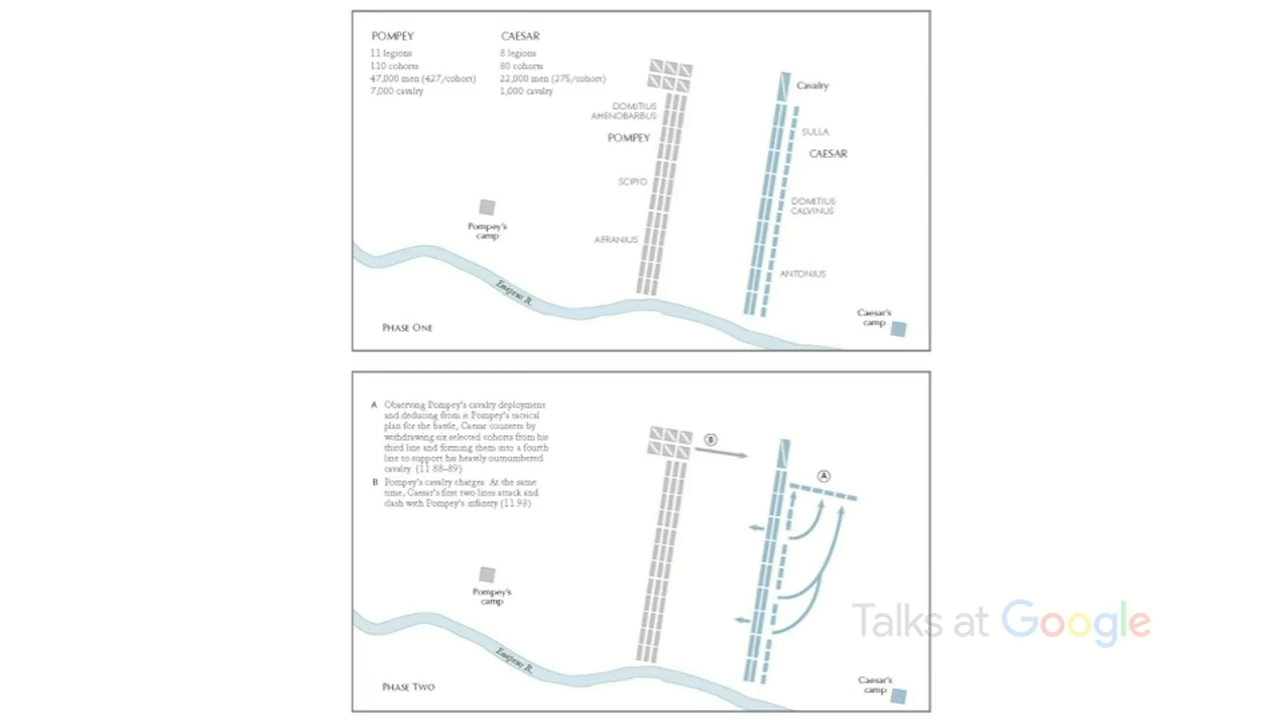 POMPEY
11 legions
110 cohorts
47,000 men (427/cohort)
7,000 cavalry
CAESAR
8 legions
80 cohorts
22,000 men (275/cohort)
1,000 cavalry
DOMITIUS
AHENOBARBUS
POMPEY
SCIPIO
AFRANIUS
Cavalry
SULLA
CAESAR
DOMITIUS
CALVINUS
ANTONIUS
Pompey's
camp
Enipeus R.
Caesar's
camp
PHASE ONE
A Observing Pompey's cavalry deployment
and deducing from it Pompey's tactical
plan for the battle, Caesar counters by
withdrawing six selected cohorts from his
third line and forming them into a fourth
line to support his heavily outnumbered
cavalry. (11.88–89)
B Pompey's cavalry charges. At the same
time, Caesar's first two lines attack and
clash with Pompey's infantry (11.93)
B
A
Pompey's
camp
Enipeus R.
Talks at Google
Caesar's
camp
PHASE TWO